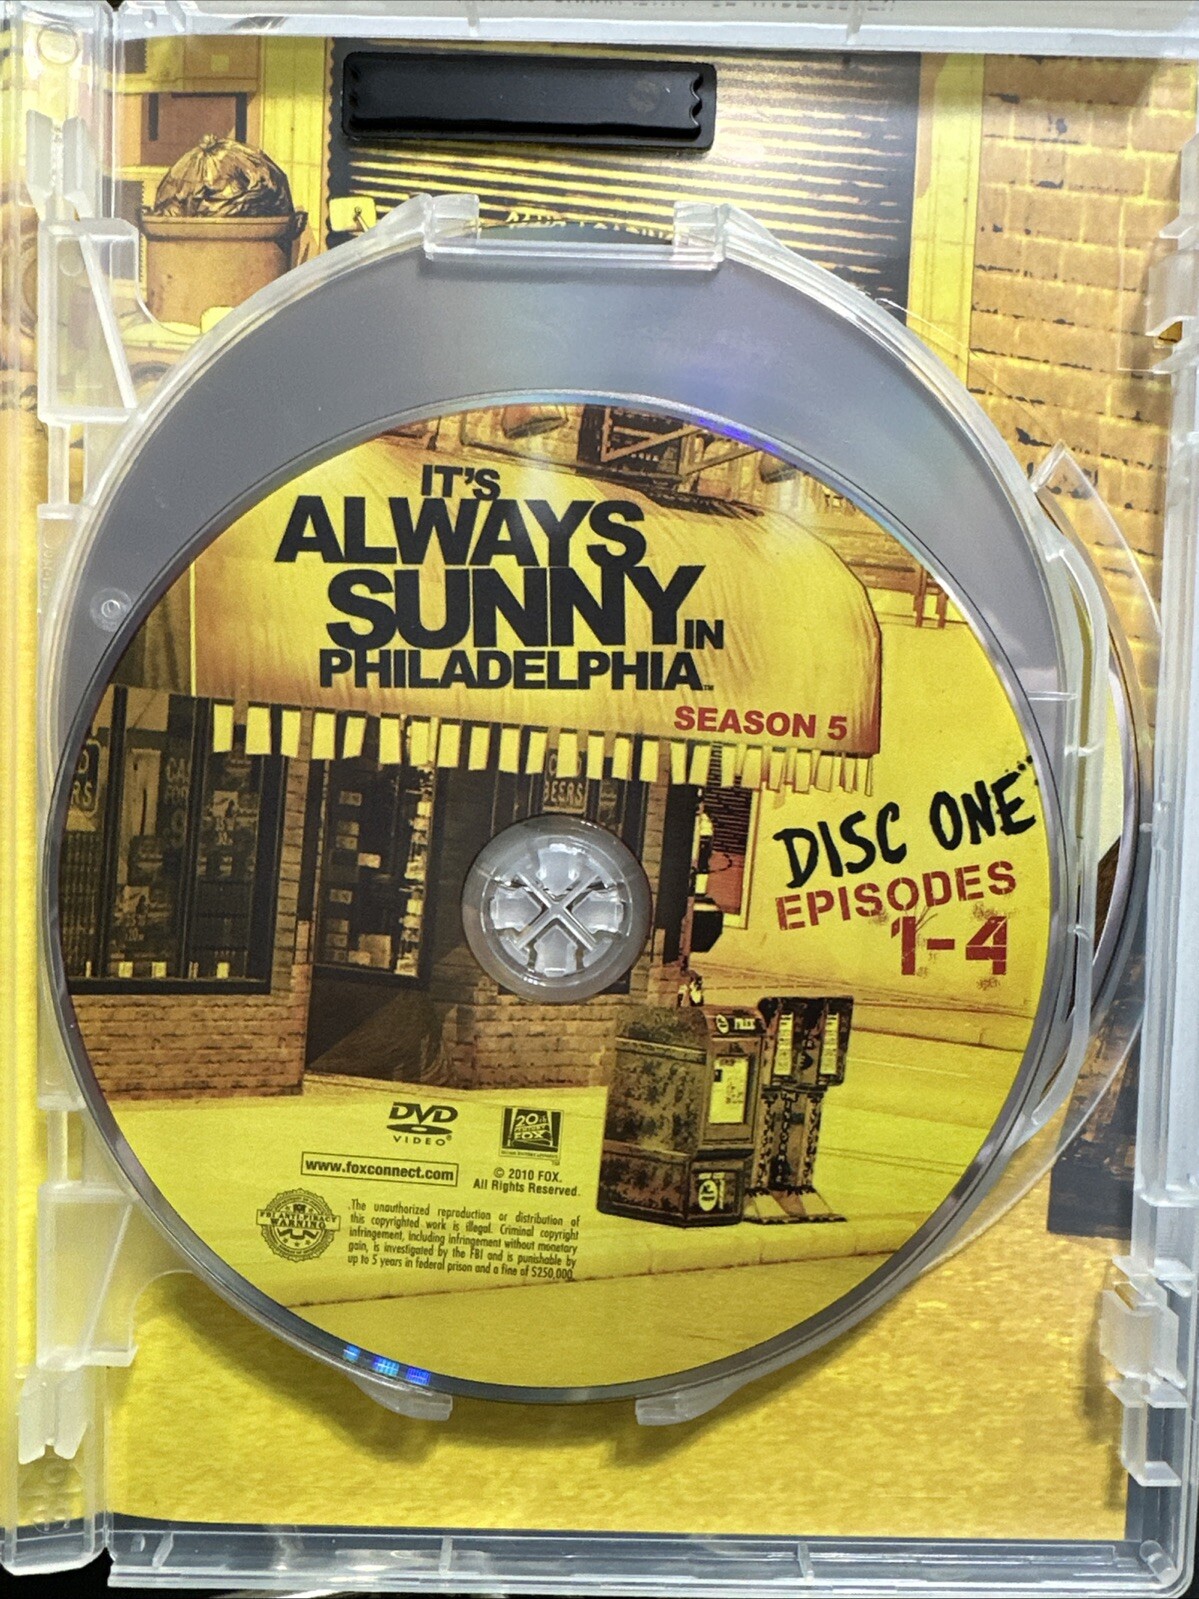 IT'S
ALWAYS
SUNNY IN
PHILADELPHIA™
SEASON 5
BEERS
DISC ONE
EPISODES
1-4
DVD
VIDEO
20th
CENTURY
FOX
www.foxconnect.com
© 2010 FOX.
All Rights Reserved.
FBI ANTI-PIRACY
WARNING
The unauthorized reproduction or distribution of
this copyrighted work is illegal. Criminal copyright
infringement, including infringement without monetary
gain, is investigated by the FBI and is punishable by
up to 5 years in federal prison and a fine of $250,000.